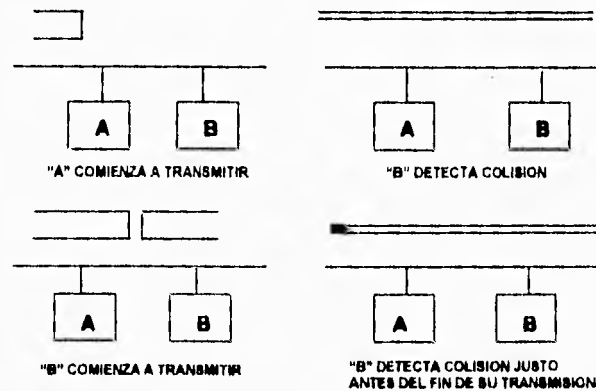 A B
"A" COMIENZA A TRANSMITIR
A B
"B" DETECTA COLISION
A B
"B" COMIENZA A TRANSMITIR
A B
"B" DETECTA COLISION JUSTO
ANTES DEL FIN DE SU TRANSMISION